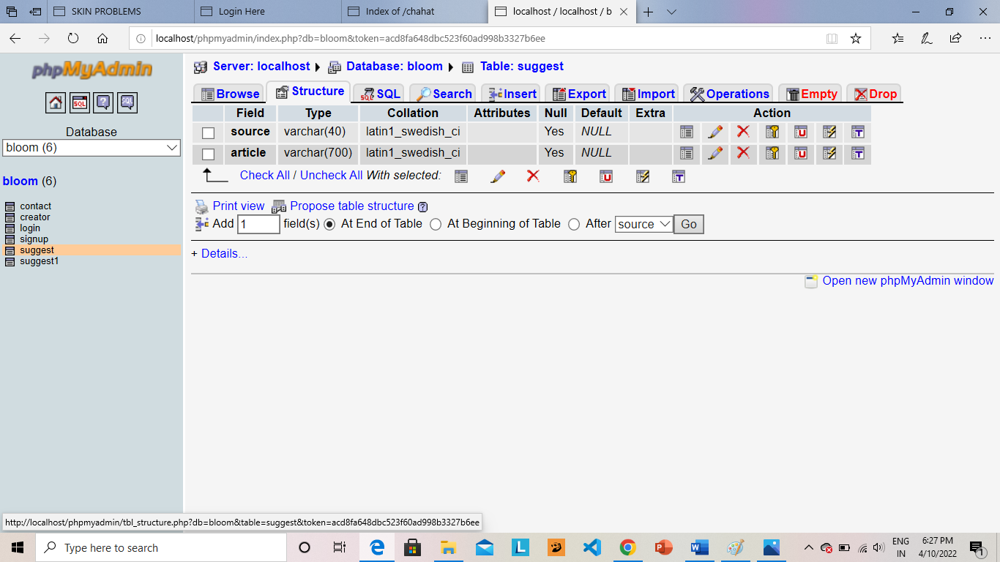 SKIN PROBLEMS
Login Here
Index of /chahat
localhost / localhost / b
localhost/phpmyadmin/index.php?db=bloom&token=acd8fa648dbc523f60ad998b3327b6ee
phpMyAdmin
SQL
? SQL
Database
bloom (6)
bloom (6)
contact
creator
login
signup
suggest
suggest1
Server: localhost Database: bloom Table: suggest
Browse Structure SQL Search Insert Export Import Operations Empty Drop
Field Type Collation Attributes Null Default Extra Action
source varchar(40) latin1_swedish_ci Yes NULL
article varchar(700) latin1_swedish_ci Yes NULL
Check All / Uncheck All With selected:
Print view Propose table structure ?
Add 1 field(s) At End of Table At Beginning of Table After source Go
+ Details...
Open new phpMyAdmin window
http://localhost/phpmyadmin/tbl_structure.php?db=bloom&table=suggest&token=acd8fa648dbc523f60ad998b3327b6ee
Type here to search
ENG
IN
6:27 PM
4/10/2022
1